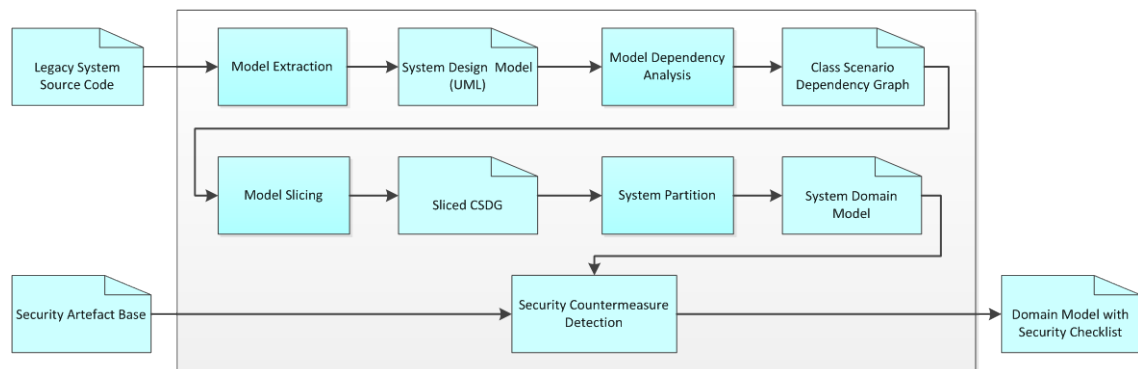 Legacy System
Source Code
Model Extraction
System Design Model
(UML)
Model Dependency
Analysis
Class Scenario
Dependency Graph
Model Slicing
Sliced CSDG
System Partition
System Domain
Model
Security Artefact Base
Security Countermeasure
Detection
Domain Model with
Security Checklist